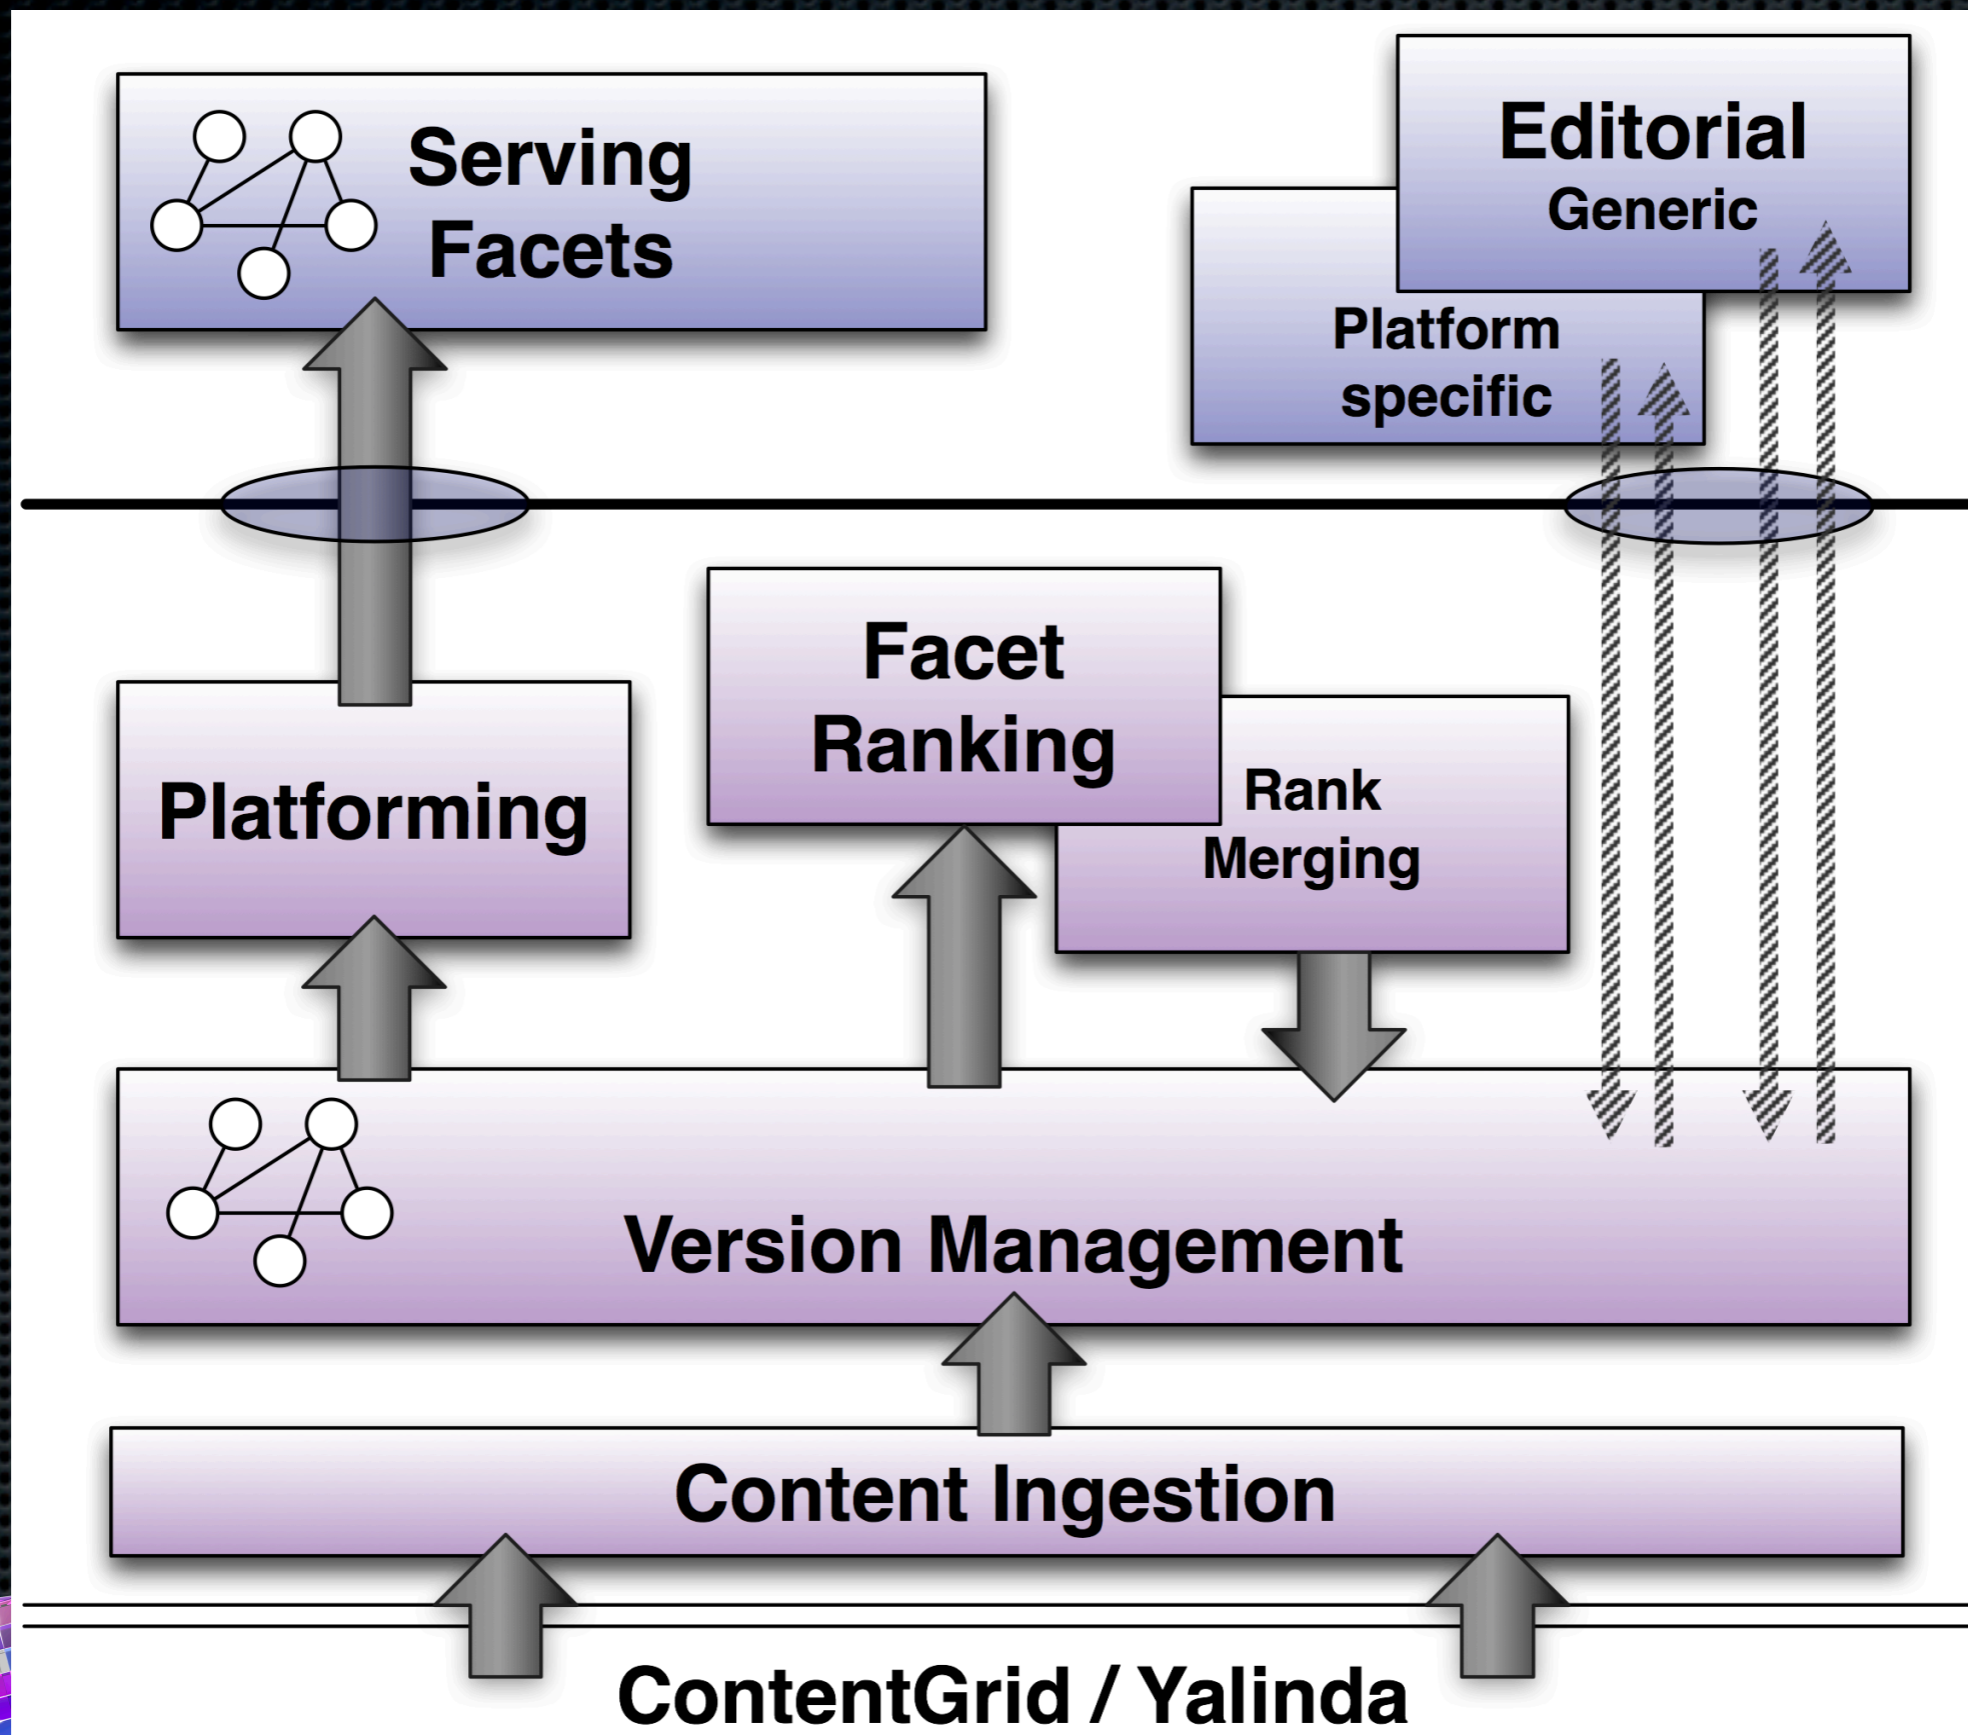 Serving
Facets
Editorial
Generic
Platform
specific
Facet
Ranking
Platforming
Rank
Merging
Version Management
Content Ingestion
ContentGrid / Yalinda